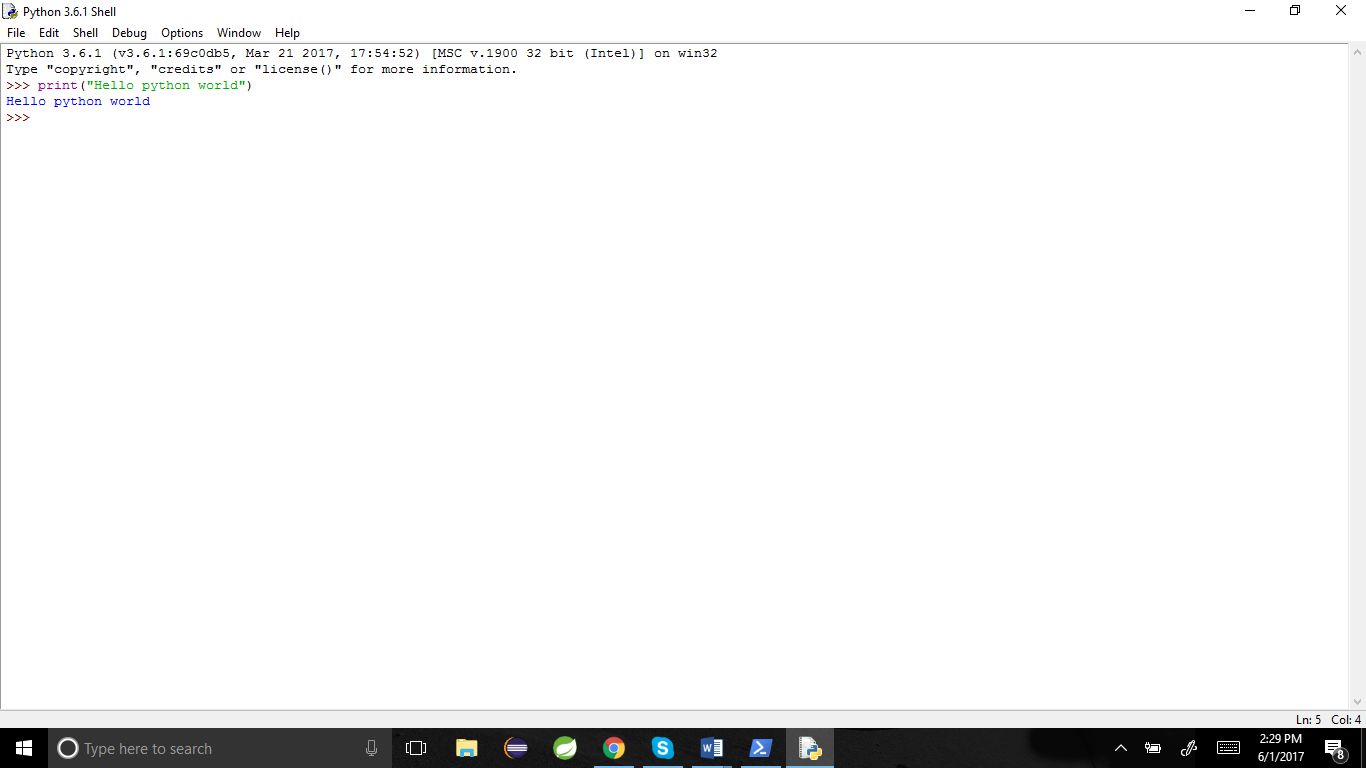 Python 3.6.1 Shell
File Edit Shell Debug Options Window Help
Python 3.6.1 (v3.6.1:69c0db5, Mar 21 2017, 17:54:52) [MSC v.1900 32 bit (Intel)] on win32
Type "copyright", "credits" or "license()" for more information.
>>> print("Hello python world")
Hello python world
>>>
Ln: 5 Col: 4
Type here to search
2:29 PM
6/1/2017
8